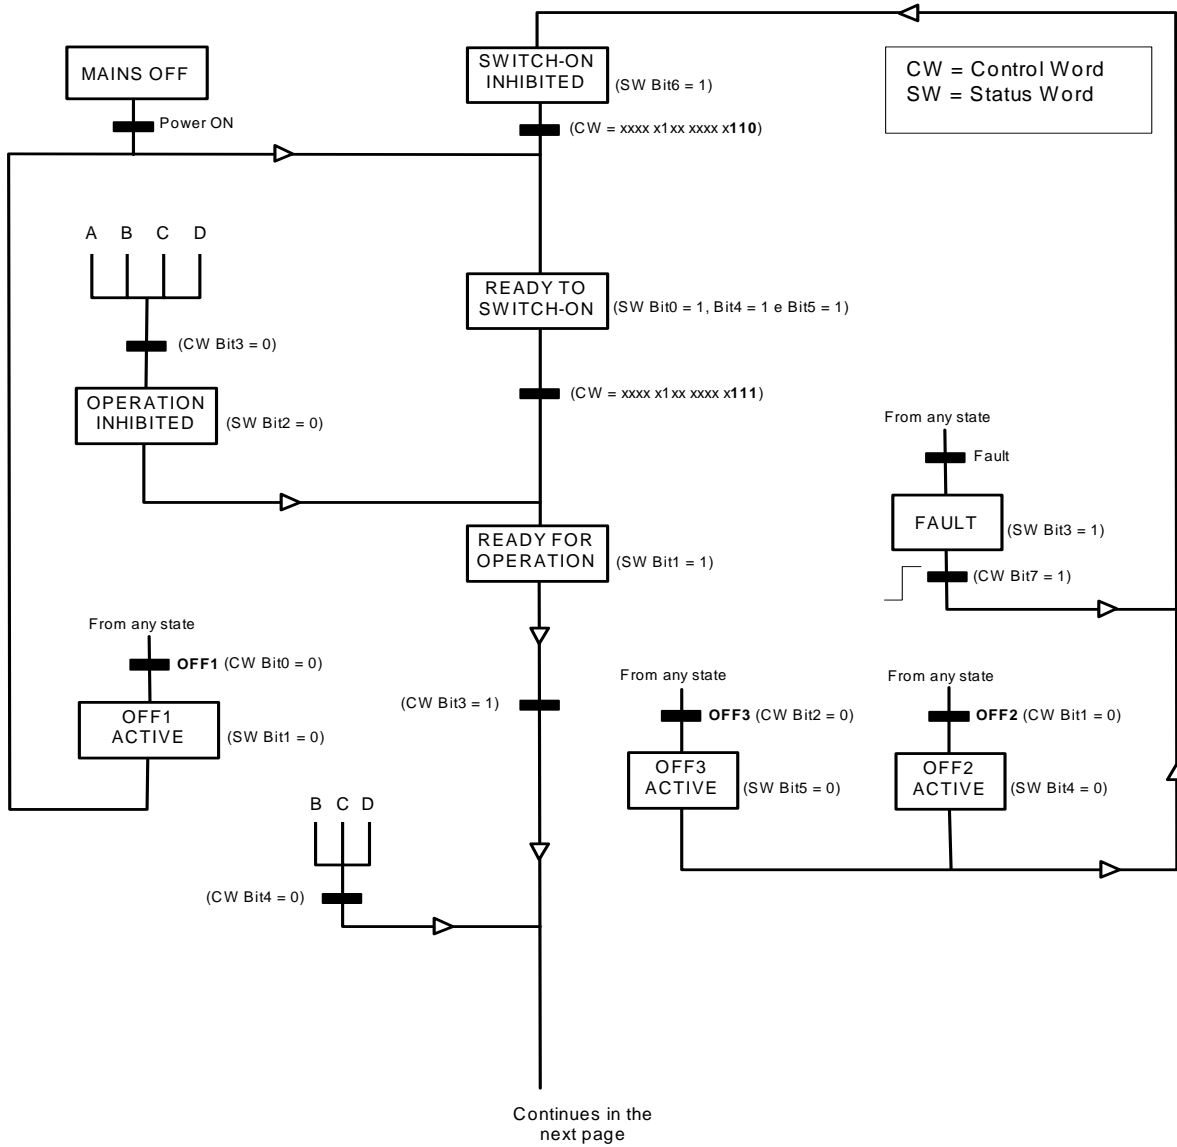 SWITCH-ON
INHIBITED
(SW Bit6 = 1)
MAINS OFF
CW = Control Word
SW = Status Word
Power ON
(CW = xxxx x1xx xxxx x110)
A B C D
READY TO
SWITCH-ON
(SW Bit0 = 1, Bit4 = 1 e Bit5 = 1)
(CW Bit3 = 0)
(CW = xxxx x1xx xxxx x111)
OPERATION
INHIBITED
(SW Bit2 = 0)
From any state
Fault
FAULT
(SW Bit3 = 1)
READY FOR
OPERATION
(SW Bit1 = 1)
(CW Bit7 = 1)
From any state
OFF1 (CW Bit0 = 0)
OFF1
ACTIVE
(SW Bit1 = 0)
(CW Bit3 = 1)
From any state
OFF3 (CW Bit2 = 0)
OFF3
ACTIVE
(SW Bit5 = 0)
From any state
OFF2 (CW Bit1 = 0)
OFF2
ACTIVE
(SW Bit4 = 0)
B C D
(CW Bit4 = 0)
Continues in the
next page